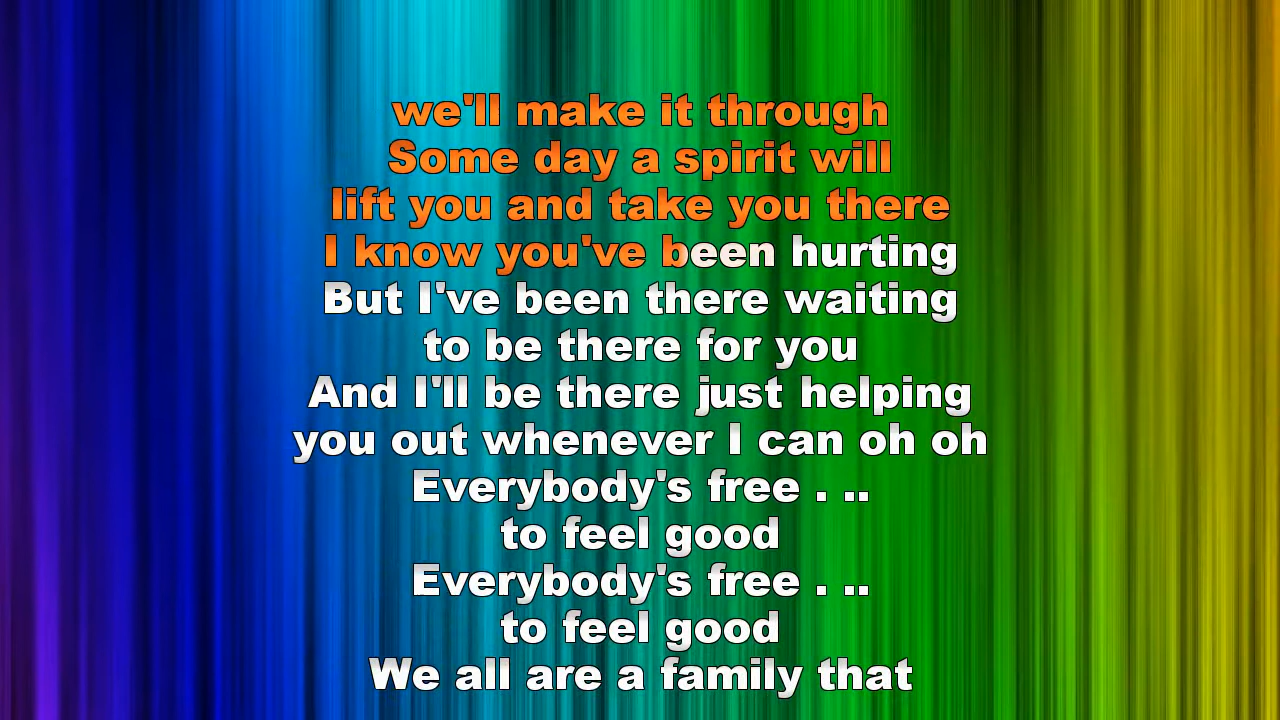 we'll make it through
Some day a spirit will
lift you and take you there
I know you've been hurting
But I've been there waiting
to be there for you
And I'll be there just helping
you out whenever I can oh oh
Everybody's free . ..
to feel good
Everybody's free . ..
to feel good
We all are a family that